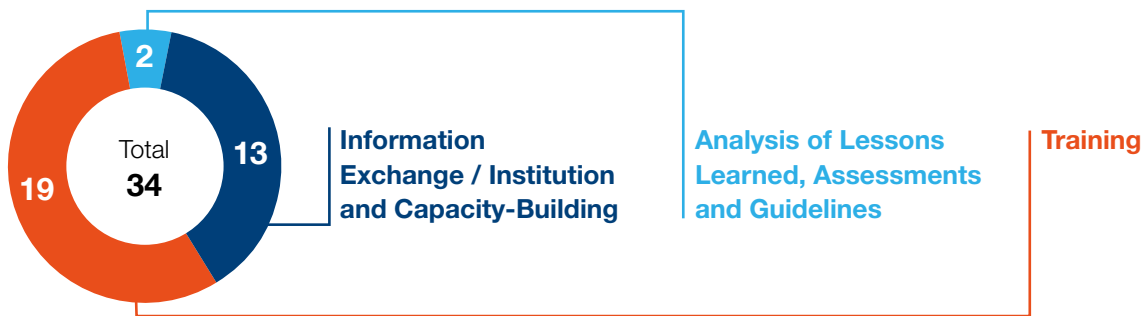 2
13
19
Total
34
Information
Exchange / Institution
and Capacity-Building
Analysis of Lessons
Learned, Assessments
and Guidelines
Training